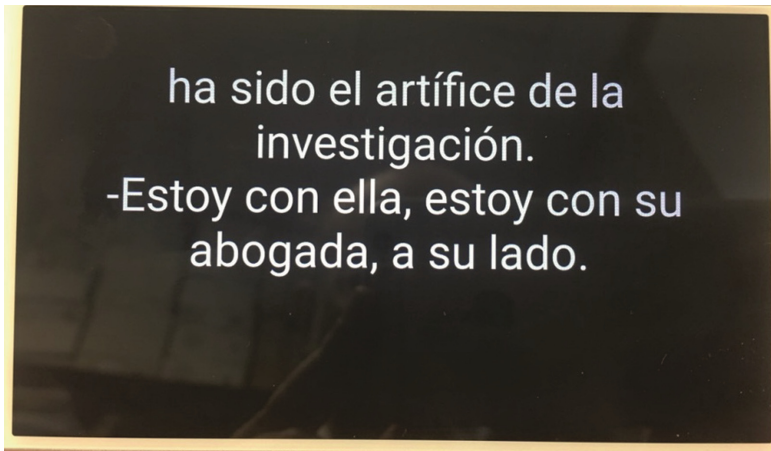 ha sido el artífice de la
investigación.
-Estoy con ella, estoy con su
abogada, a su lado.